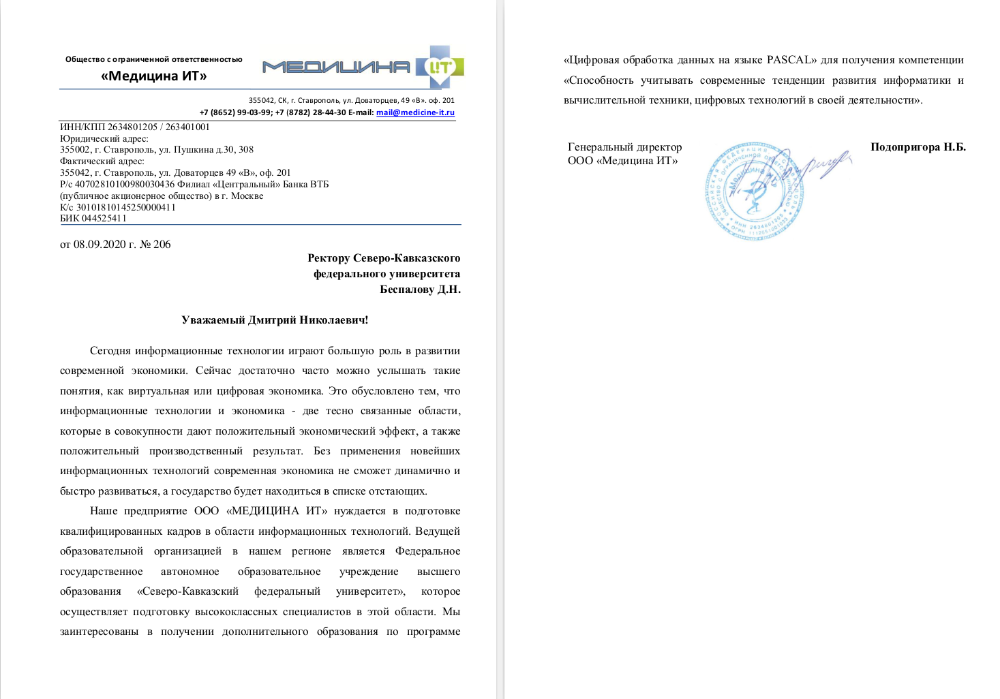 Общество с ограниченной ответственностью
«Медицина ИТ»
МЕДИЦИНА
IT
355042, СК, г. Ставрополь, ул. Доваторцев, 49 «В». оф. 201
+7 (8652) 99-03-99; +7 (8782) 28-44-30 E-mail: mail@medicine-it.ru
ИНН/КПП 2634801205 / 263401001
Юридический адрес:
355002, г. Ставрополь, ул. Пушкина д.30, 308
Фактический адрес:
355042, г. Ставрополь, ул. Доваторцев 49 «В», оф. 201
Р/с 40702810100980030436 Филиал «Центральный» Банка ВТБ
(публичное акционерное общество) в г. Москве
К/с 30101810145250000411
БИК 044525411
от 08.09.2020 г. № 206
Ректору Северо-Кавказского
федерального университета
Беспалову Д.Н.
Уважаемый Дмитрий Николаевич!
Сегодня информационные технологии играют большую роль в развитии
современной экономики. Сейчас достаточно часто можно услышать такие
понятия, как виртуальная или цифровая экономика. Это обусловлено тем, что
информационные технологии и экономика - две тесно связанные области,
которые в совокупности дают положительный экономический эффект, а также
положительный производственный результат. Без применения новейших
информационных технологий современная экономика не сможет динамично и
быстро развиваться, а государство будет находиться в списке отстающих.
Наше предприятие ООО «МЕДИЦИНА ИТ» нуждается в подготовке
квалифицированных кадров в области информационных технологий. Ведущей
образовательной организацией в нашем регионе является Федеральное
государственное автономное образовательное учреждение высшего
образования «Северо-Кавказский федеральный университет», которое
осуществляет подготовку высококлассных специалистов в этой области. Мы
заинтересованы в получении дополнительного образования по программе
«Цифровая обработка данных на языке PASCAL» для получения компетенции
«Способность учитывать современные тенденции развития информатики и
вычислительной техники, цифровых технологий в своей деятельности».
Генеральный директор
ООО «Медицина ИТ»
Подопригора Н.Б.
РОССИЙСКАЯ ФЕДЕРАЦИЯ
ОБЩЕСТВО С ОГРАНИЧЕННОЙ ОТВЕТСТВЕННОСТЬЮ
Медицина
ИНН 2634801205